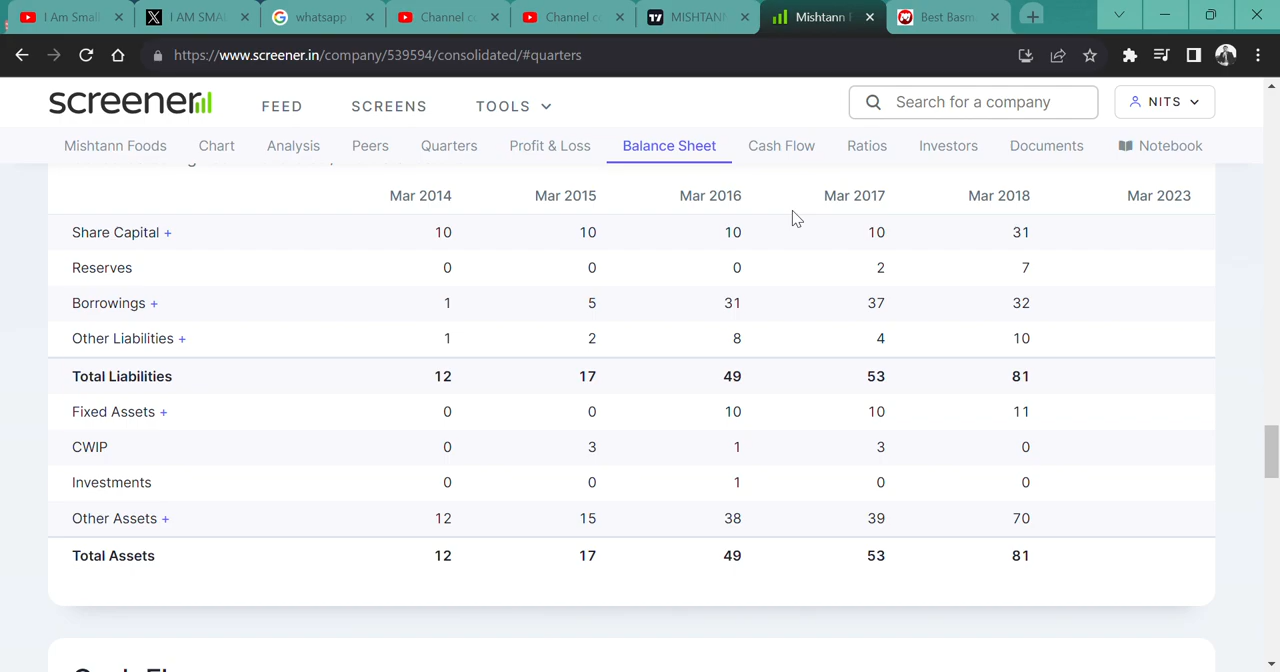 I Am Small
I AM SMA
whatsapp
Channel c
Channel c
MISHTANN
Mishtann F
Best Basm
https://www.screener.in/company/539594/consolidated/#quarters
screener
FEED
SCREENS
TOOLS
Search for a company
NITS
Mishtann Foods
Chart
Analysis
Peers
Quarters
Profit & Loss
Balance Sheet
Cash Flow
Ratios
Investors
Documents
Notebook
Mar 2014 Mar 2015 Mar 2016 Mar 2017 Mar 2018 Mar 2023
Share Capital + 10 10 10 10 31
Reserves 0 0 0 2 7
Borrowings + 1 5 31 37 32
Other Liabilities + 1 2 8 4 10
Total Liabilities 12 17 49 53 81
Fixed Assets + 0 0 10 10 11
CWIP 0 3 1 3 0
Investments 0 0 1 0 0
Other Assets + 12 15 38 39 70
Total Assets 12 17 49 53 81